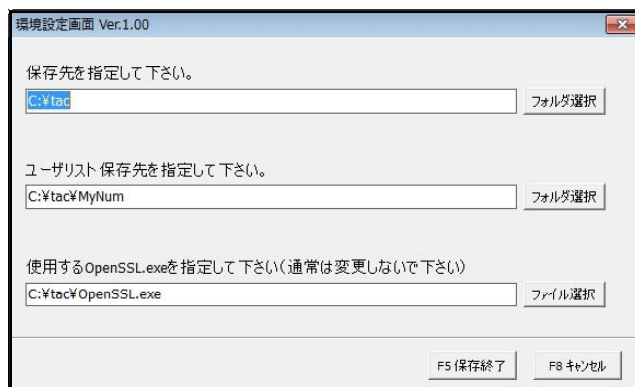 環境設定画面 Ver.1.00
保存先を指定して下さい。
C:¥tac
フォルダ選択
ユーザリスト保存先を指定して下さい。
C:¥tac¥MyNum
フォルダ選択
使用するOpenSSL.exeを指定して下さい(通常は変更しないで下さい)
C:¥tac¥OpenSSL.exe
ファイル選択
F5 保存終了
F8 ｷｬﾝｾﾙ